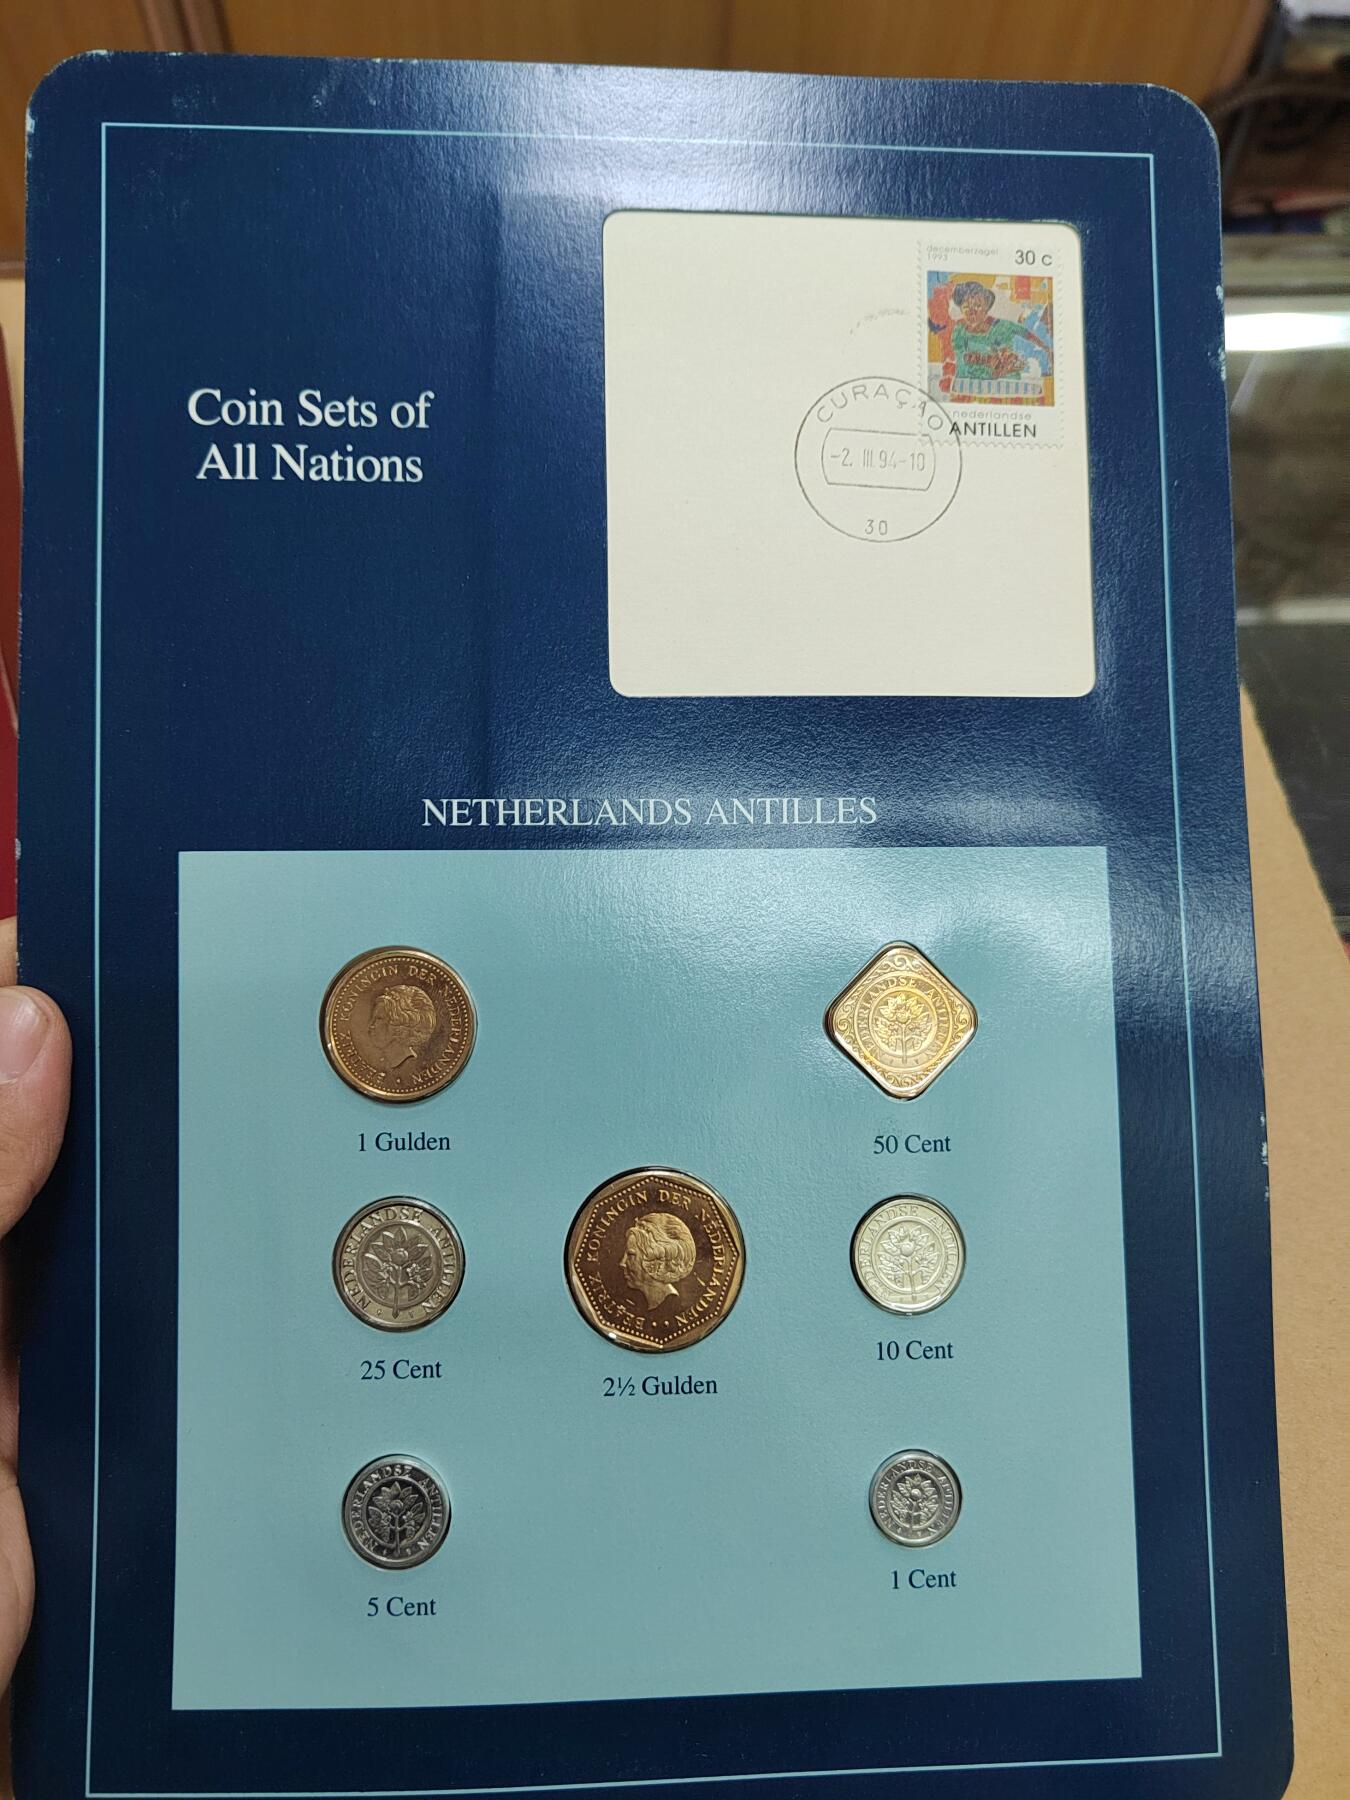 Coin Sets of
All Nations
decemberzegel
1993
30 c
nederlandse
ANTILLEN
CURAÇAO
-2. III. 94-10
30
NETHERLANDS ANTILLES
BEATRIX KONINGIN DER NEDERLANDEN
1 Gulden
NEDERLANDSE ANTILLEN
50 Cent
NEDERLANDSE ANTILLEN
25 Cent
BEATRIX KONINGIN DER NEDERLANDEN
2½ Gulden
NEDERLANDSE ANTILLEN
10 Cent
NEDERLANDSE ANTILLEN
5 Cent
NEDERLANDSE ANTILLEN
1 Cent